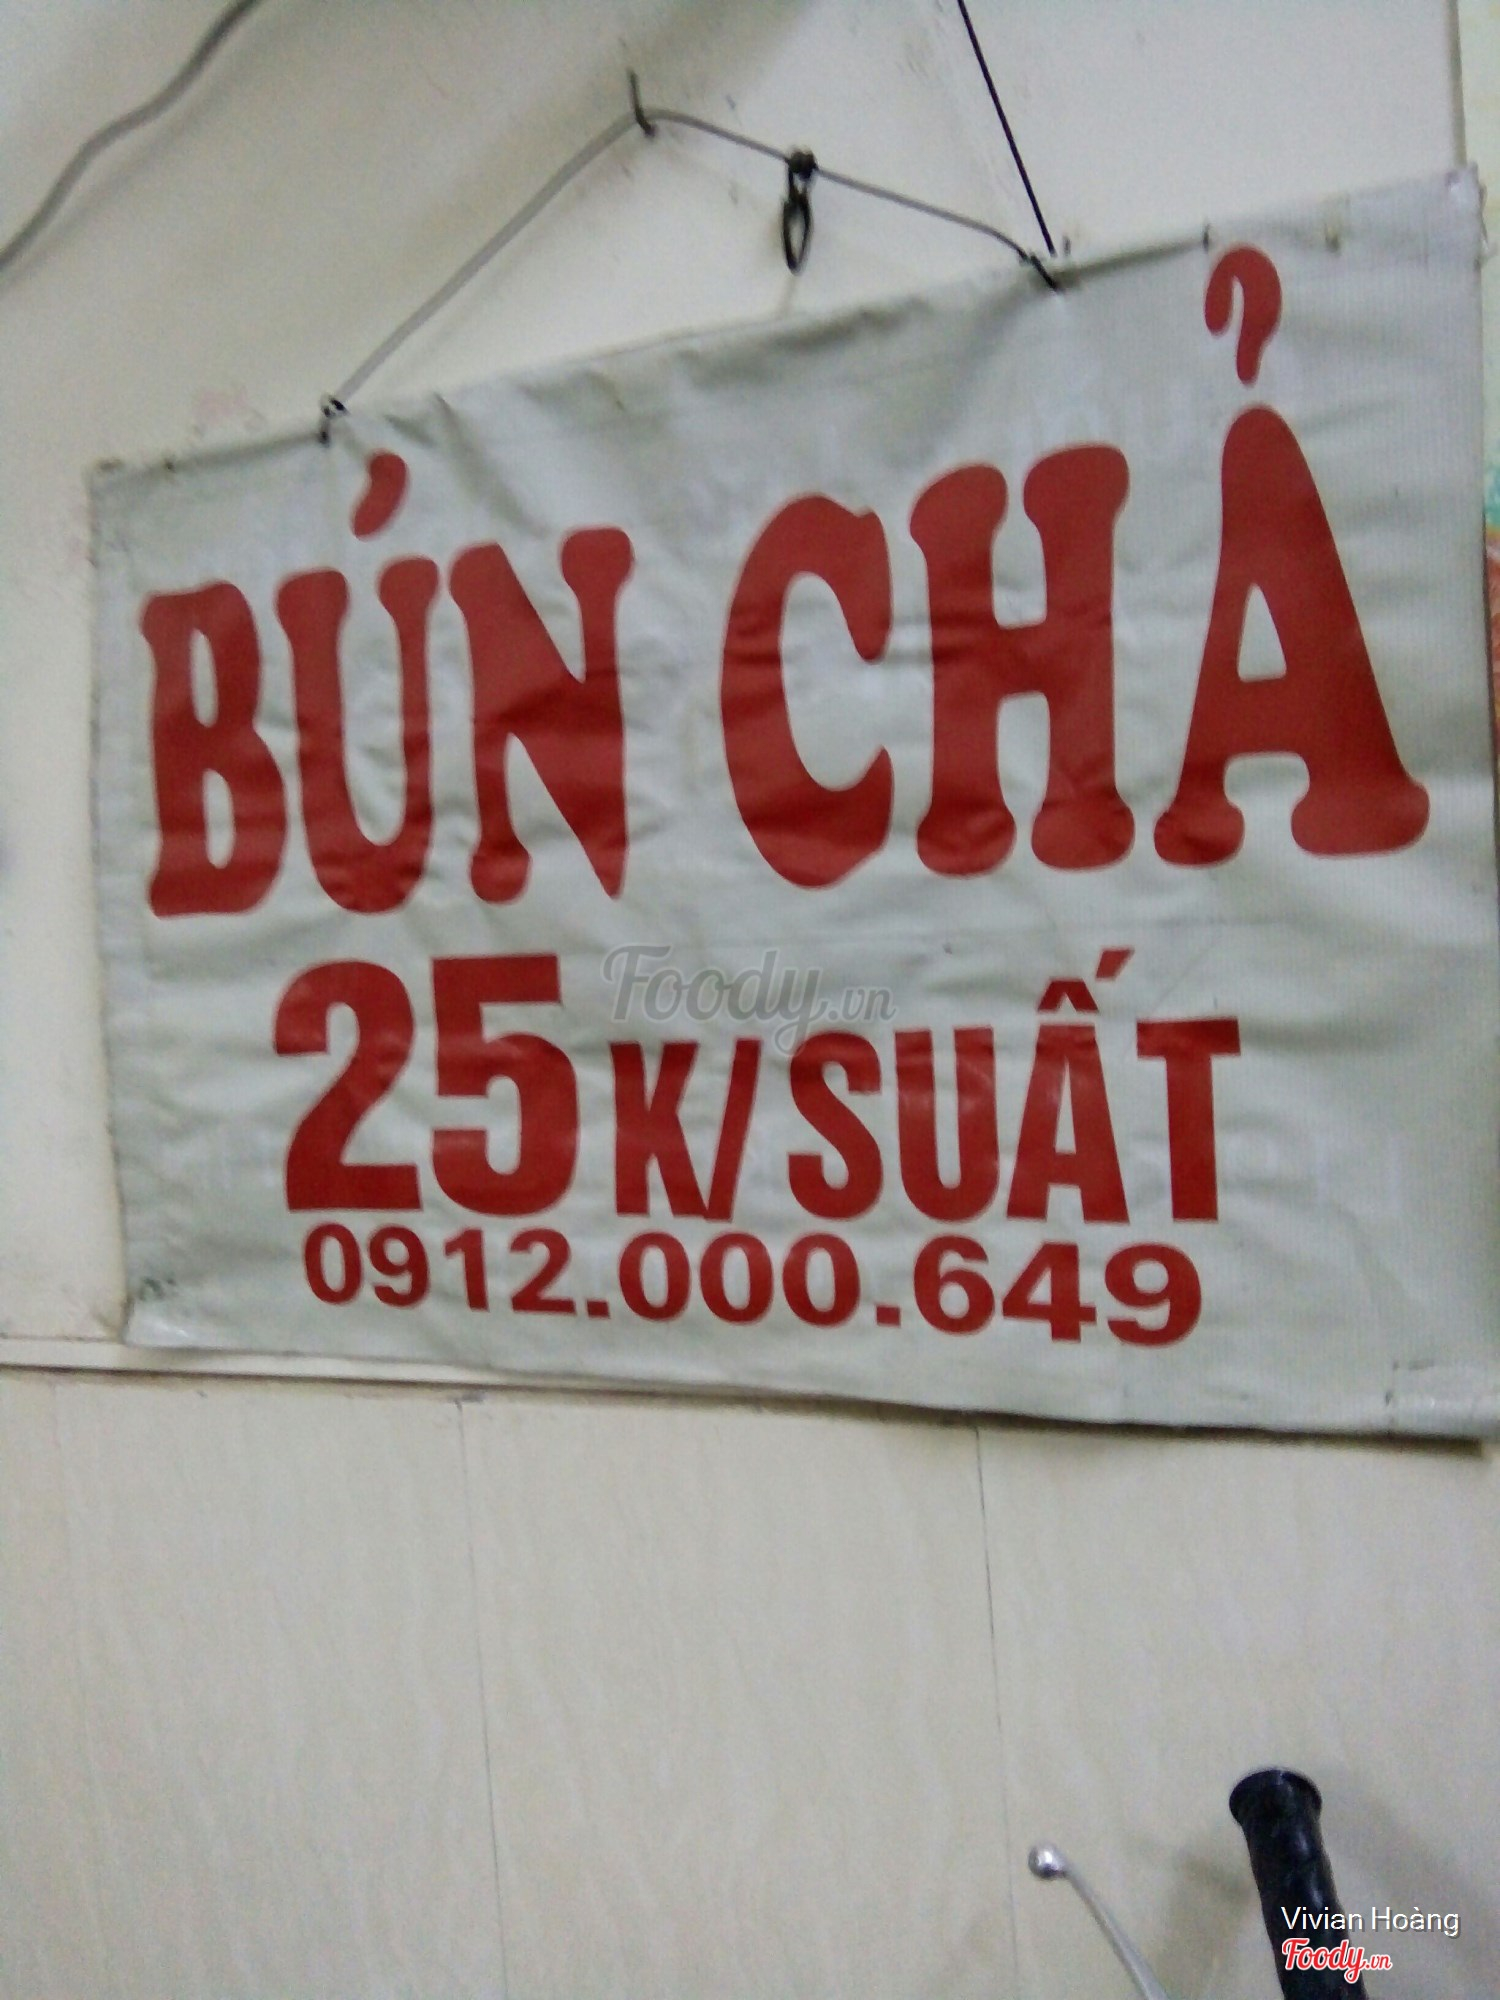 BÚN CHẢ
25K/SUẤT
0912.000.649
Foody.vn
Vivian Hoàng
Foody.vn